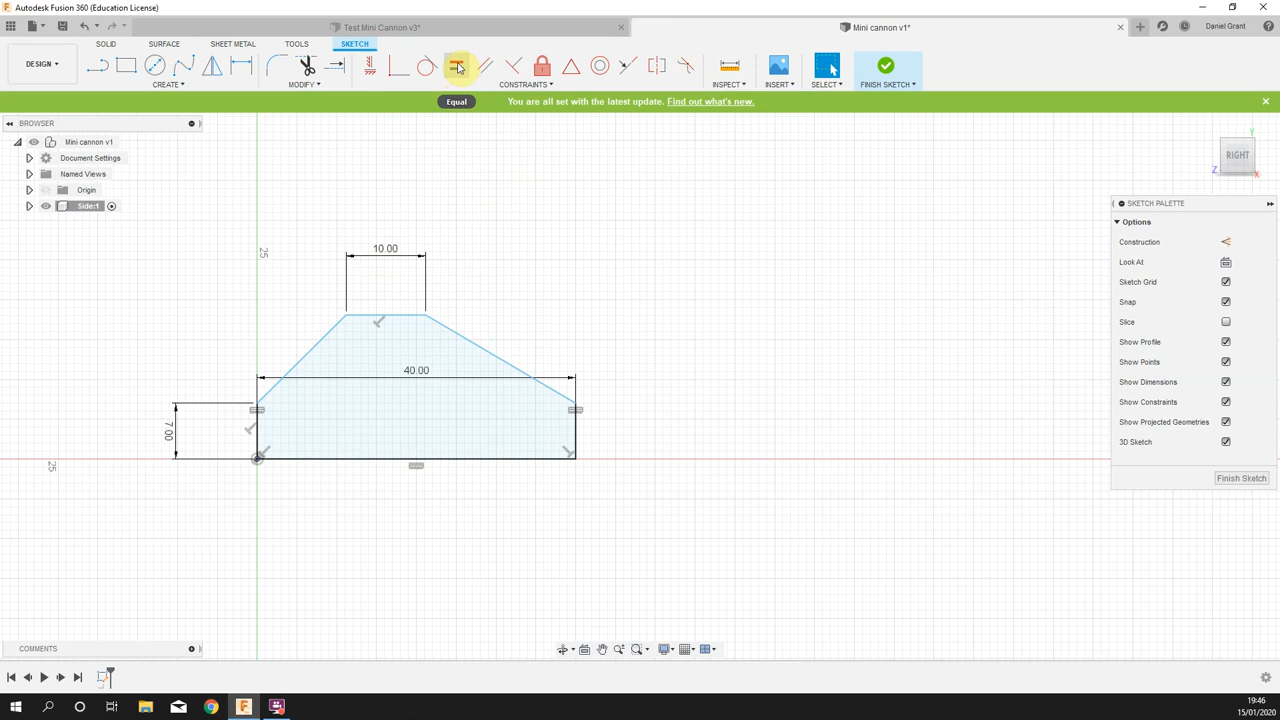 Autodesk Fusion 360 (Education License)
Test Mini Cannon v3*
Mini cannon v1*
Daniel Grant
SOLID
SURFACE
SHEET METAL
TOOLS
SKETCH
DESIGN
CREATE
MODIFY
CONSTRAINTS
INSPECT
INSERT
SELECT
FINISH SKETCH
Equal
You are all set with the latest update. Find out what's new.
BROWSER
Mini cannon v1
Document Settings
Named Views
Origin
Side:1
25
10.00
40.00
7.00
25
Y
RIGHT
Z
X
SKETCH PALETTE
Options
Construction
Look At
Sketch Grid
Snap
Slice
Show Profile
Show Points
Show Dimensions
Show Constraints
Show Projected Geometries
3D Sketch
Finish Sketch
COMMENTS
19:46
15/01/2020